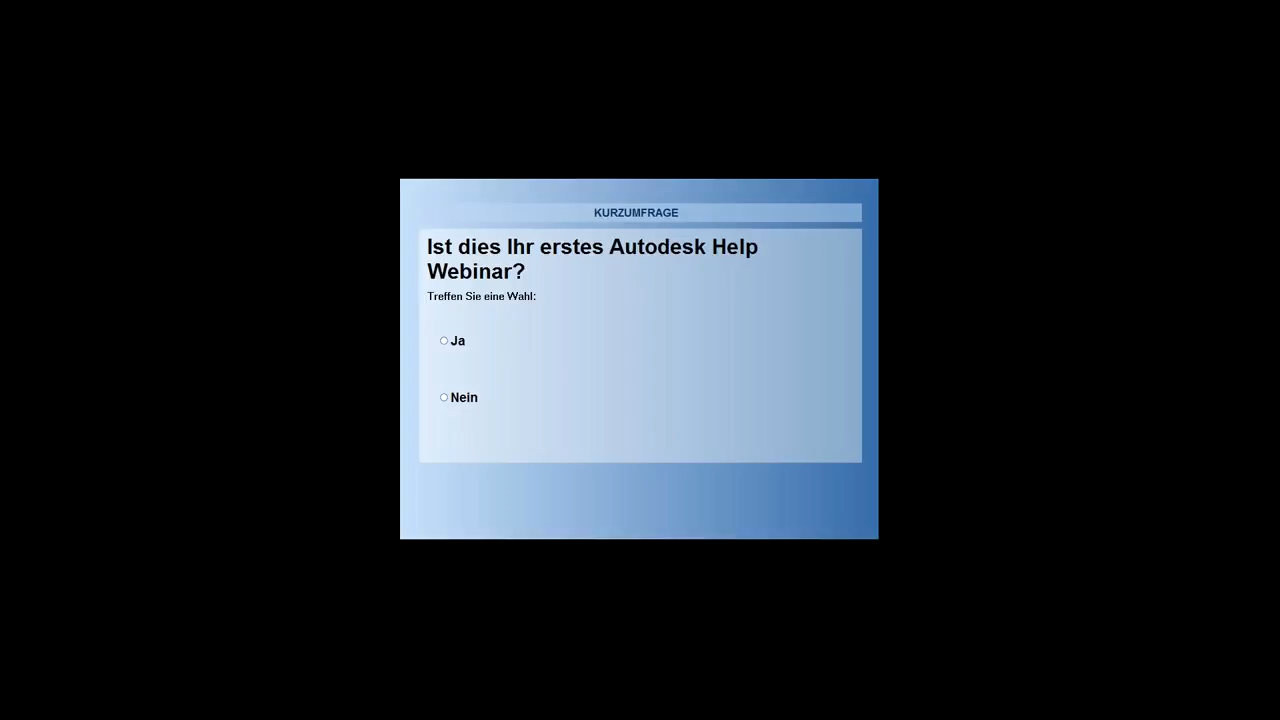 KURZUMFRAGE
Ist dies Ihr erstes Autodesk Help
Webinar?
Treffen Sie eine Wahl:
Ja
Nein